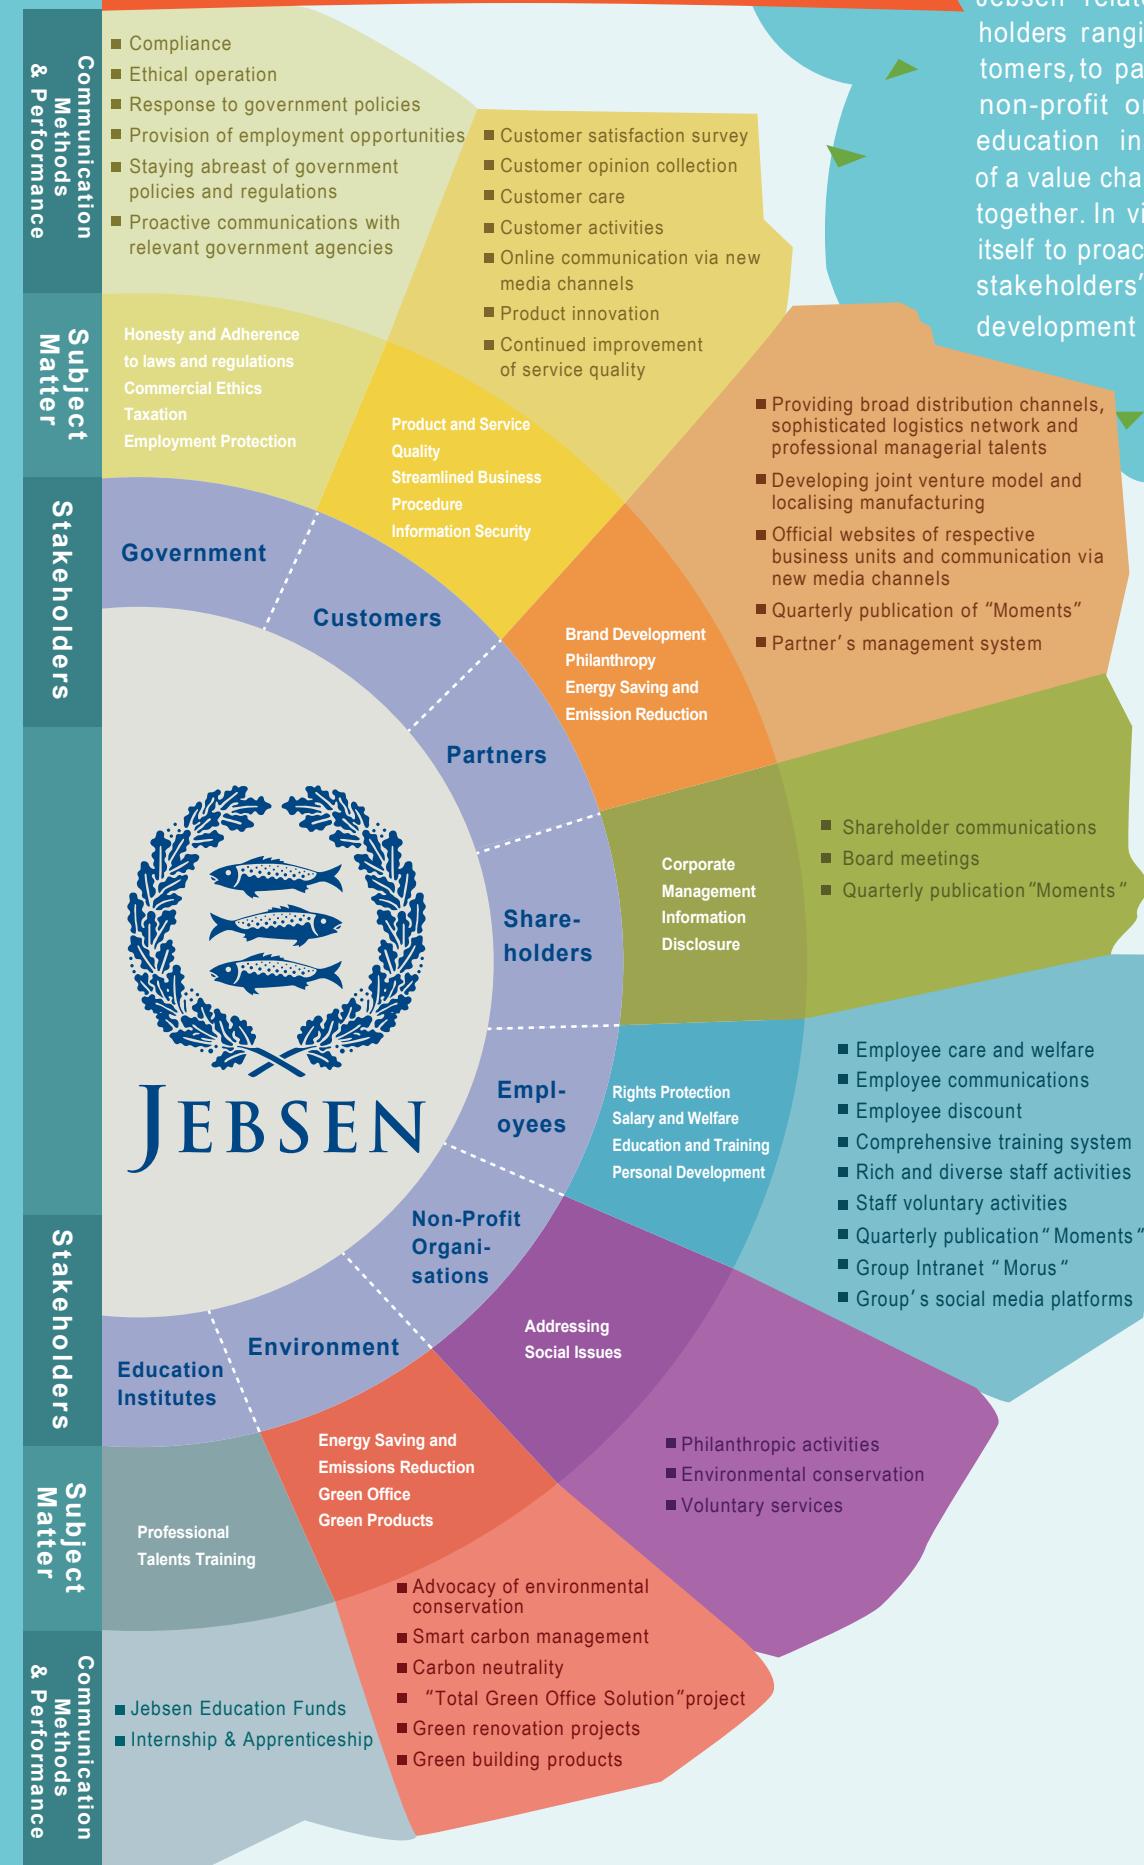 Communication
Methods
& Performance
Compliance
Ethical operation
Response to government policies
Provision of employment opportunities
Staying abreast of government
policies and regulations
Proactive communications with
relevant government agencies
Customer satisfaction survey
Customer opinion collection
Customer care
Customer activities
Online communication via new
media channels
Product innovation
Continued improvement
of service quality
holders
tomers, to
non-profit
education
of a value
together. In
itself to
stakeholders'
development
Subject
Matter
Honesty and Adherence
to laws and regulations
Commercial Ethics
Taxation
Employment Protection
Product and Service
Quality
Streamlined Business
Procedure
Information Security
Providing broad distribution channels,
sophisticated logistics network and
professional managerial talents
Developing joint venture model and
localising manufacturing
Official websites of respective
business units and communication via
new media channels
Quarterly publication of “Moments”
Partner’s management system
Stakeholders
Government
Customers
Brand Development
Philanthropy
Energy Saving and
Emission Reduction
Partners
Share-
holders
Corporate
Management
Information
Disclosure
Shareholder communications
Board meetings
Quarterly publication “Moments“
JEBSEN
Empl-
oyees
Rights Protection
Salary and Welfare
Education and Training
Personal Development
Employee care and welfare
Employee communications
Employee discount
Comprehensive training system
Rich and diverse staff activities
Staff voluntary activities
Quarterly publication “Moments“
Group Intranet “Morus“
Group’s social media platforms
Non-Profit
Organi-
sations
Addressing
Social Issues
Philanthropic activities
Environmental conservation
Voluntary services
Stakeholders
Environment
Education
Institutes
Subject
Matter
Energy Saving and
Emissions Reduction
Green Office
Green Products
Professional
Talents Training
Advocacy of environmental
conservation
Smart carbon management
Carbon neutrality
“Total Green Office Solution”project
Green renovation projects
Green building products
Communication
Methods
& Performance
Jebsen Education Funds
Internship & Apprenticeship